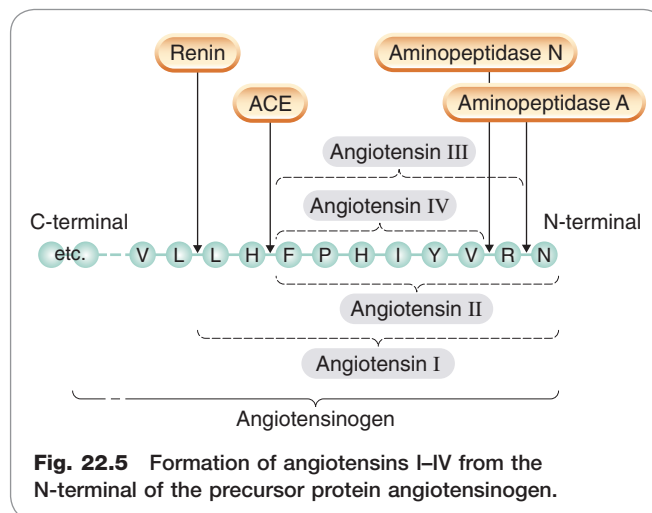 Renin
Aminopeptidase N
ACE
Aminopeptidase A
Angiotensin III
C-terminal
Angiotensin IV
N-terminal
etc. V L L H F P H I Y V R N
Angiotensin II
Angiotensin I
Angiotensinogen
Fig. 22.5 Formation of angiotensins I–IV from the
N-terminal of the precursor protein angiotensinogen.